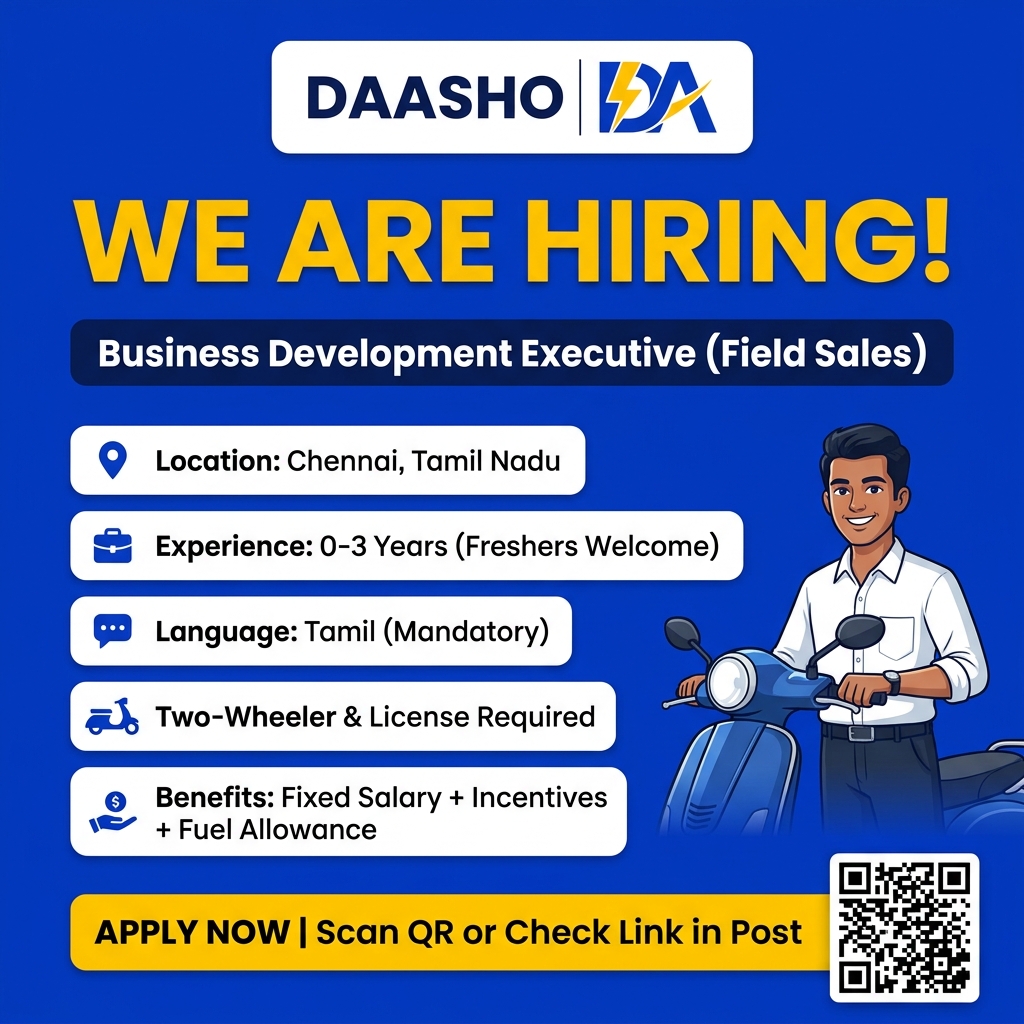 DAASHO | DA
WE ARE HIRING!
Business Development Executive (Field Sales)
Location: Chennai, Tamil Nadu
Experience: 0-3 Years (Freshers Welcome)
Language: Tamil (Mandatory)
Two-Wheeler & License Required
$
Benefits: Fixed Salary + Incentives
+ Fuel Allowance
APPLY NOW | Scan QR or Check Link in Post